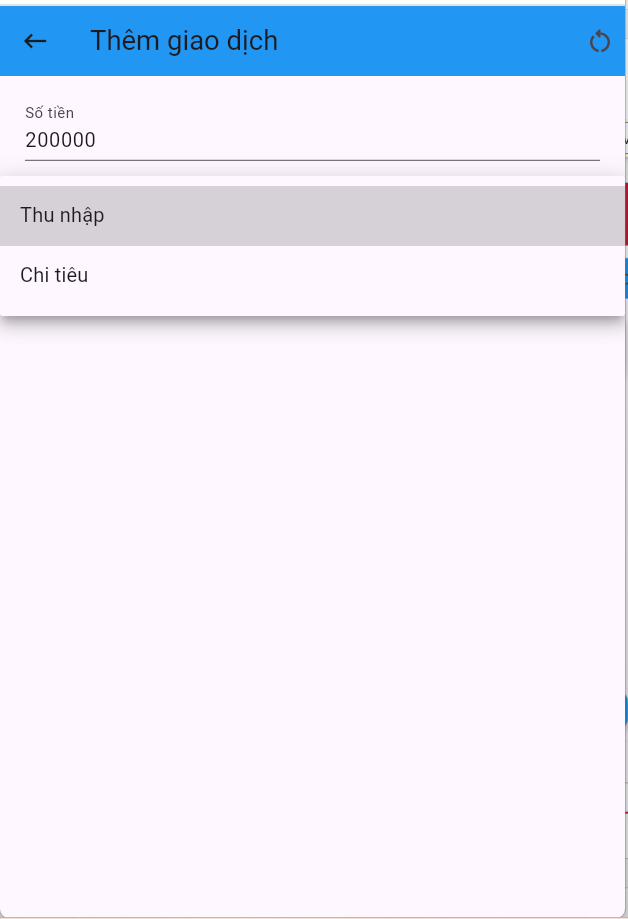 Thêm giao dịch
Số tiền
200000
Thu nhập
Chi tiêu